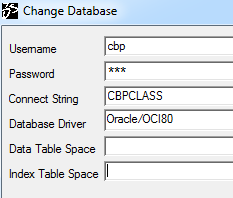 Change Database
Username cbp
Password ***
Connect String CBPCLASS
Database Driver Oracle/OCI80
Data Table Space
Index Table Space